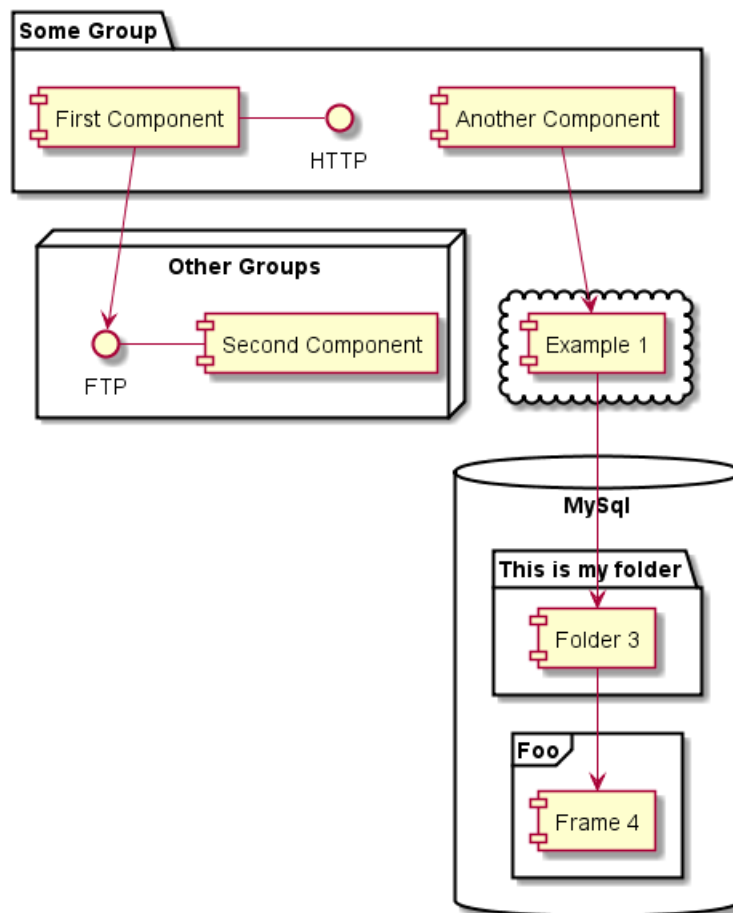 Some Group
First Component
HTTP
Another Component
Other Groups
FTP
Second Component
Example 1
MySql
This is my folder
Folder 3
Foo
Frame 4